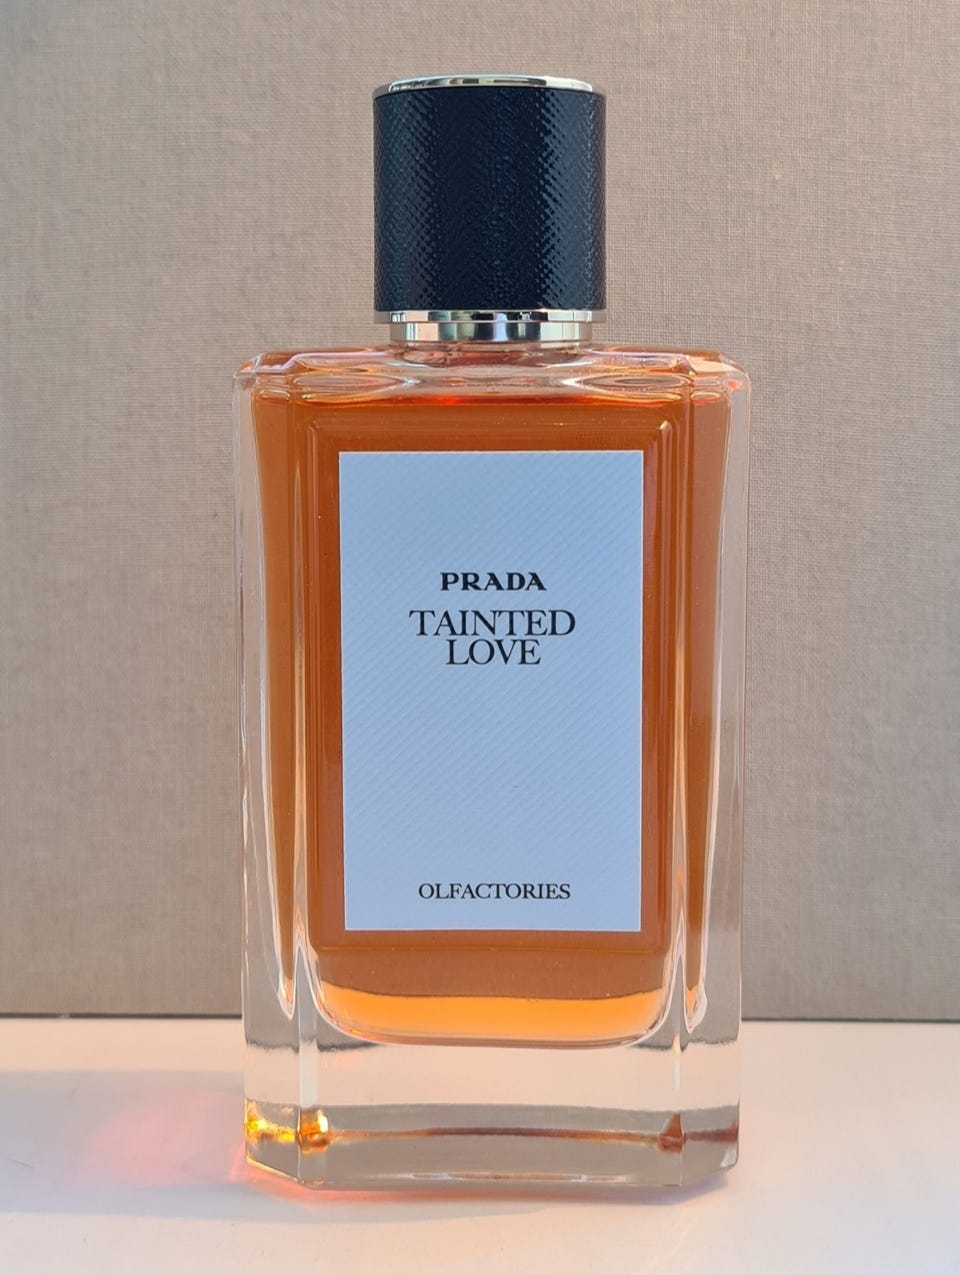 PRADA
TAINTED
LOVE
OLFACTORIES